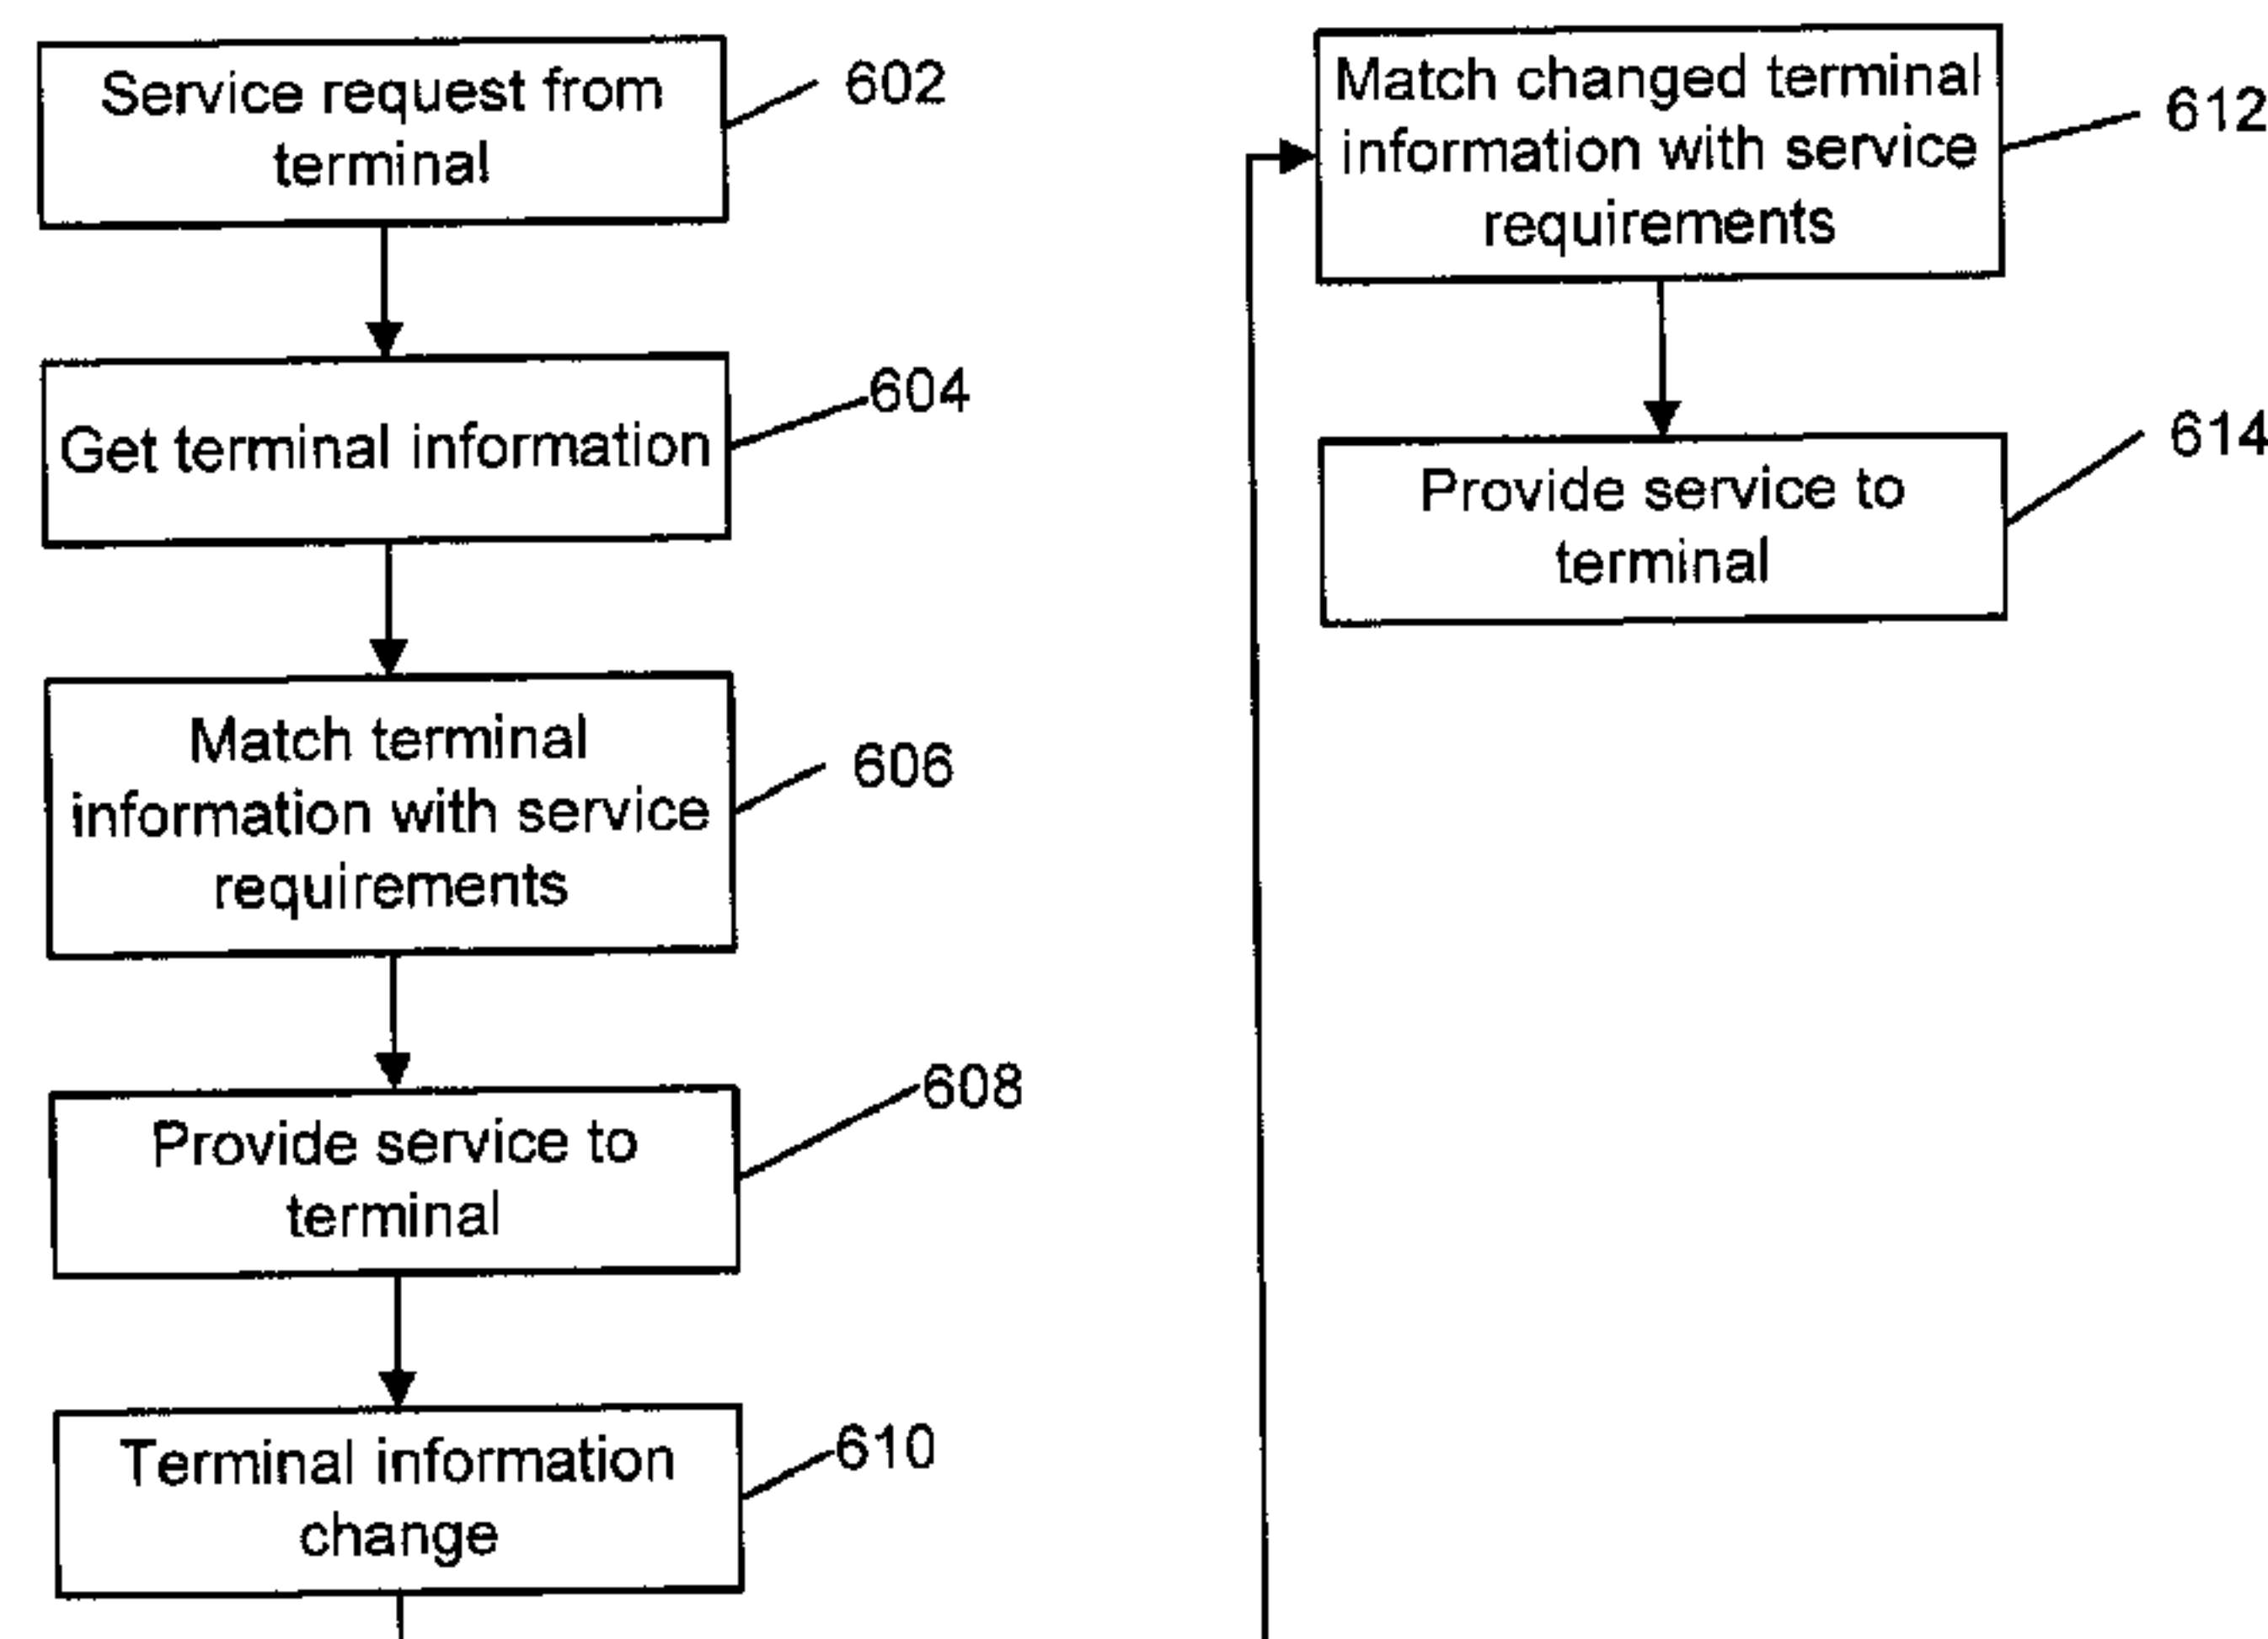 Service request from
terminal
602
Get terminal information
604
Match terminal
information with service
requirements
606
Provide service to
terminal
608
Terminal information
change
610
Match changed terminal
information with service
requirements
612
Provide service to
terminal
614